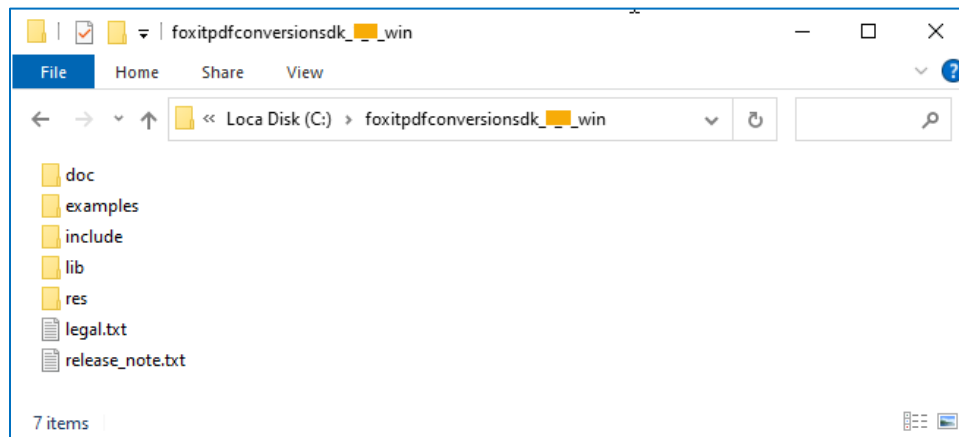 foxitpdfconversionsdk_ _ _win
File Home Share View
« Loca Disk (C:) › foxitpdfconversionsdk_ _ _win
doc
examples
include
lib
res
legal.txt
release_note.txt
7 items